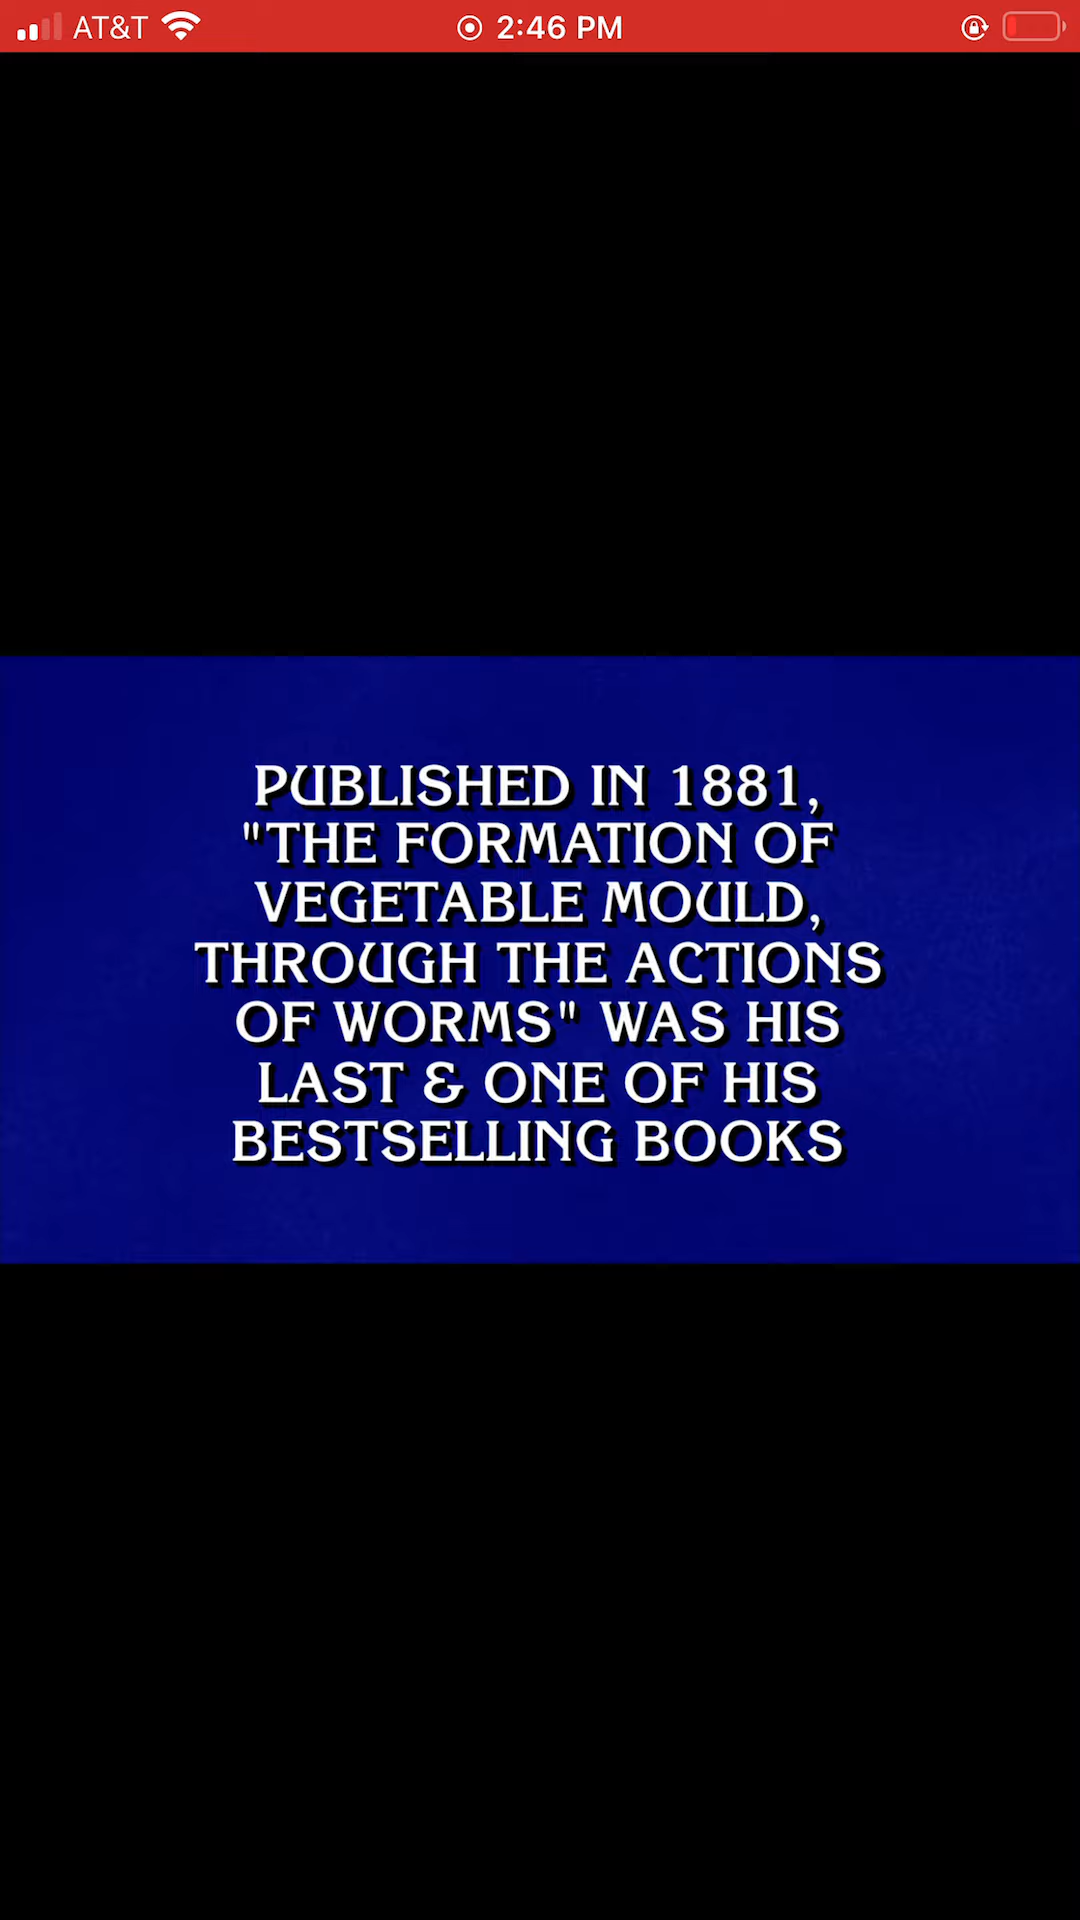 AT&T 2:46 PM
PUBLISHED IN 1881,
"THE FORMATION OF
VEGETABLE MOULD,
THROUGH THE ACTIONS
OF WORMS" WAS HIS
LAST & ONE OF HIS
BESTSELLING BOOKS